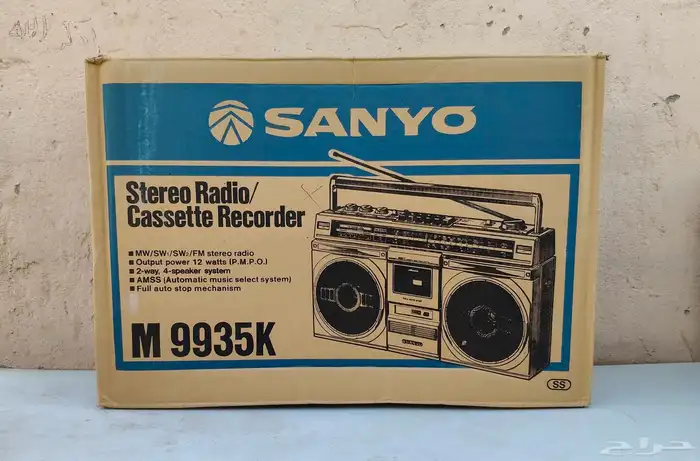 SANYO
Stereo Radio/
Cassette Recorder
■ MW/SW₁/SW₂/FM stereo radio
■ Output power 12 watts (P.M.P.O.)
■ 2-way, 4-speaker system
■ AMSS (Automatic music select system)
■ Full auto stop mechanism
M 9935K
SS
حراج